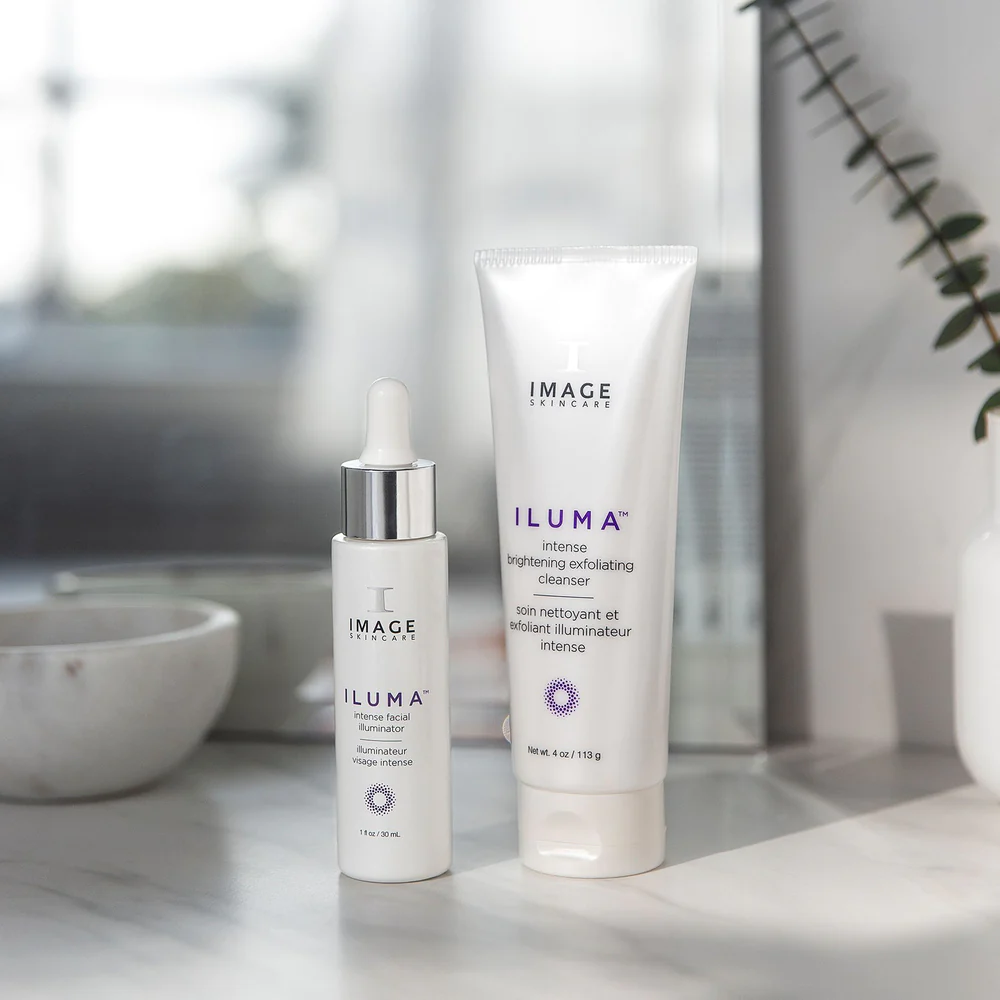 I
IMAGE
SKINCARE
ILUMA™
intense facial
illuminator
illuminateur
visage intense
1 fl oz / 30 mL
I
IMAGE
SKINCARE
ILUMA™
intense
brightening exfoliating
cleanser
soin nettoyant et
exfoliant illuminateur
intense
Net wt. 4 oz / 113 g